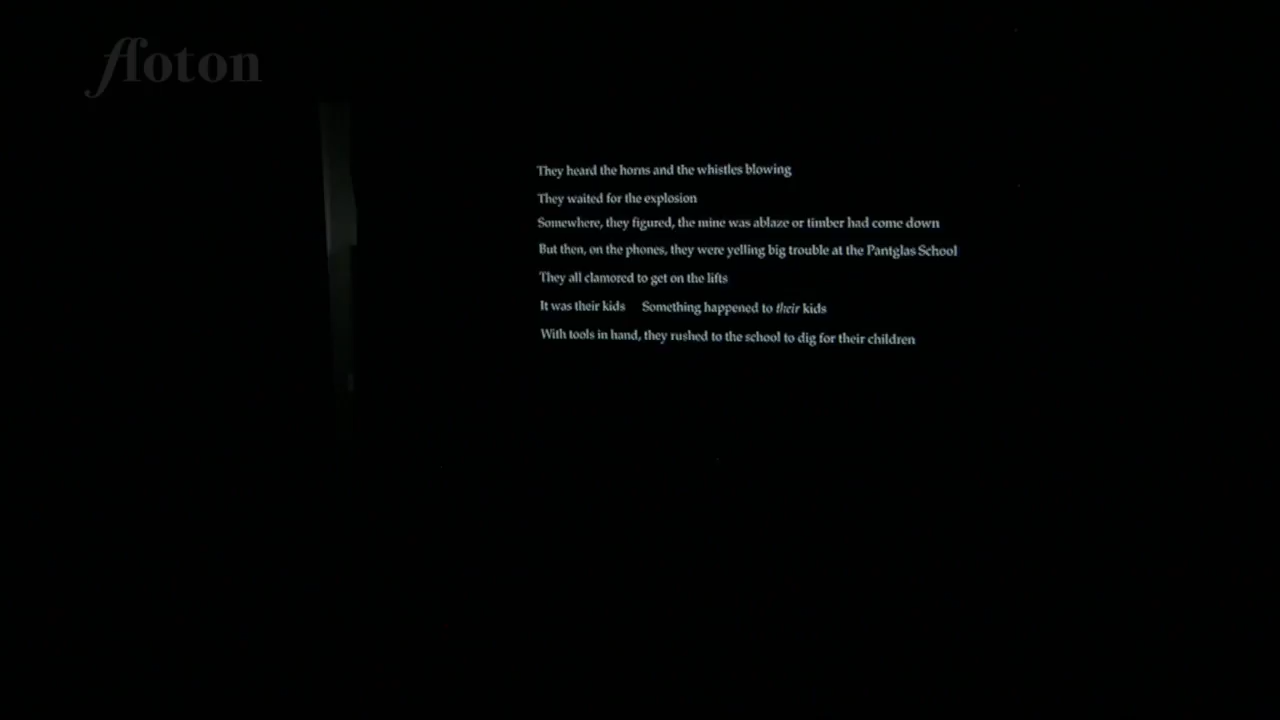 ffoton
They heard the horns and the whistles blowing
They waited for the explosion
Somewhere, they figured, the mine was ablaze or timber had come down
But then, on the phones, they were yelling big trouble at the Pantglas School
They all clamored to get on the lifts
It was their kids Something happened to their kids
With tools in hand, they rushed to the school to dig for their children